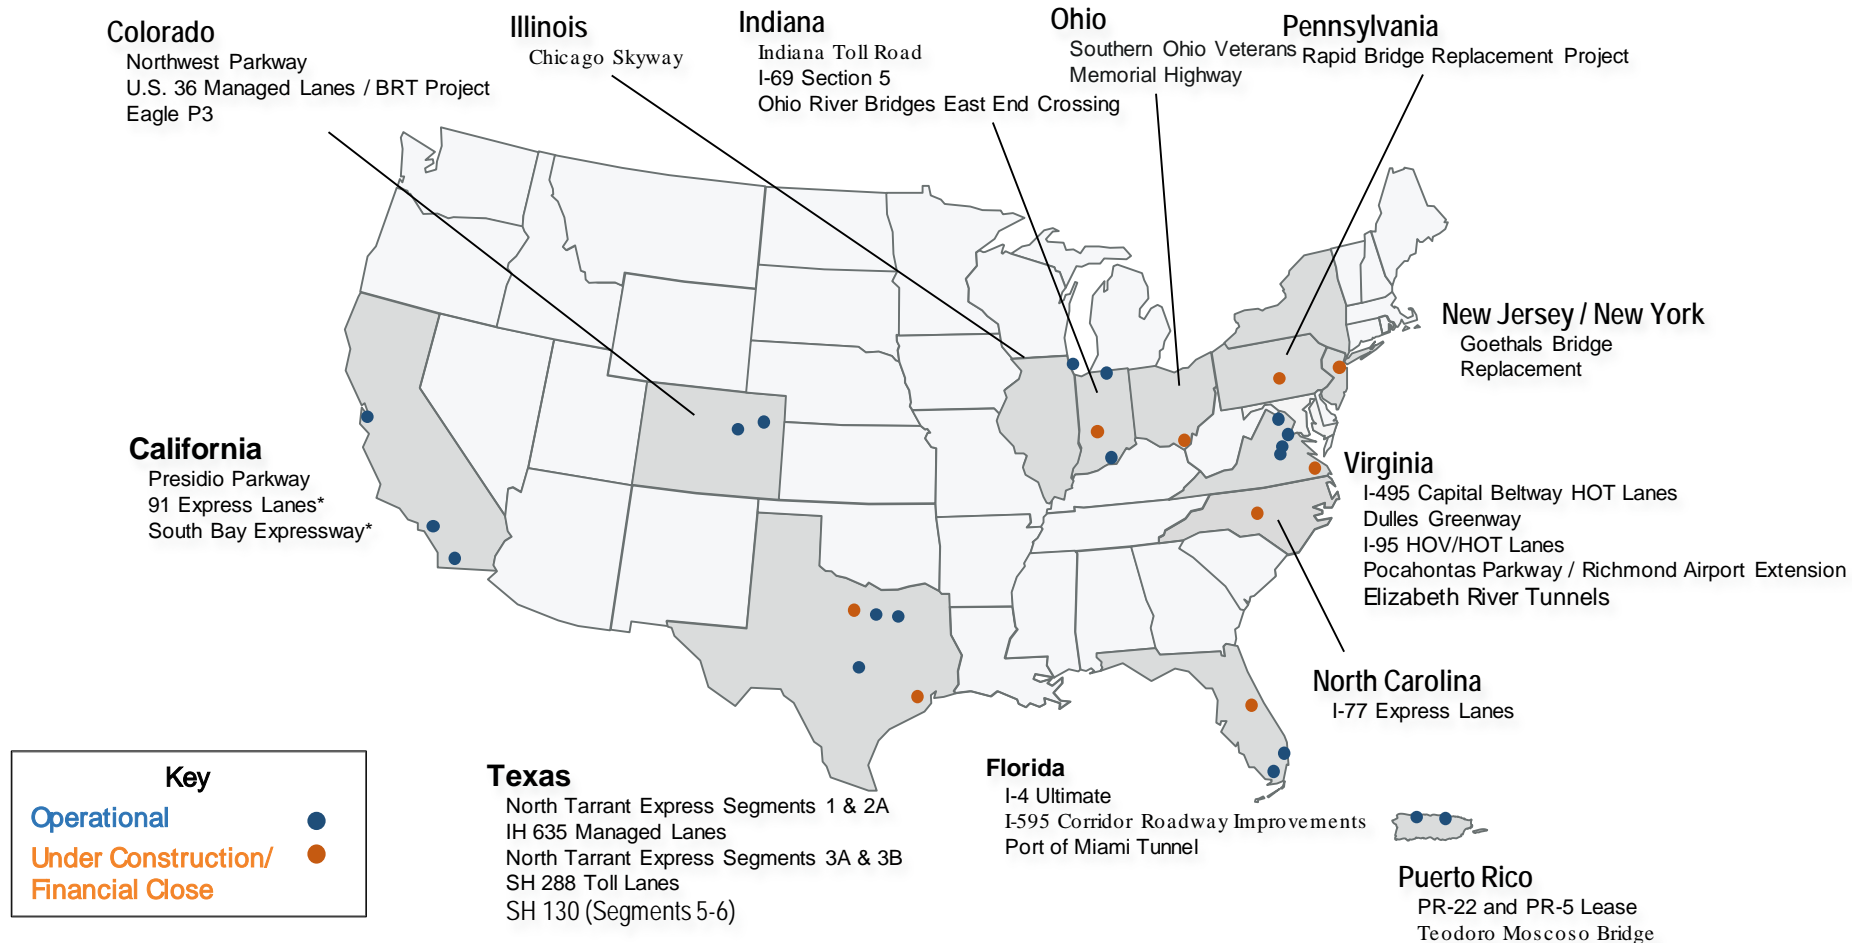 Colorado
Northwest Parkway
U.S. 36 Managed Lanes / BRT Project
Eagle P3
Illinois
Chicago Skyway
Indiana
Indiana Toll Road
I-69 Section 5
Ohio River Bridges East End Crossing
Ohio
Southern Ohio Veterans
Memorial Highway
Pennsylvania
Rapid Bridge Replacement Project
New Jersey / New York
Goethals Bridge
Replacement
California
Presidio Parkway
91 Express Lanes*
South Bay Expressway*
Virginia
I-495 Capital Beltway HOT Lanes
Dulles Greenway
I-95 HOV/HOT Lanes
Pocahontas Parkway / Richmond Airport Extension
Elizabeth River Tunnels
North Carolina
I-77 Express Lanes
Key
Operational
Under Construction/
Financial Close
Texas
North Tarrant Express Segments 1 & 2A
IH 635 Managed Lanes
North Tarrant Express Segments 3A & 3B
SH 288 Toll Lanes
SH 130 (Segments 5-6)
Florida
I-4 Ultimate
I-595 Corridor Roadway Improvements
Port of Miami Tunnel
Puerto Rico
PR-22 and PR-5 Lease
Teodoro Moscoso Bridge